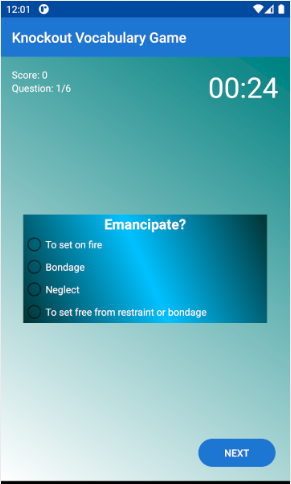 12:01
Knockout Vocabulary Game
Score: 0
Question: 1/6
00:24
Emancipate?
To set on fire
Bondage
Neglect
To set free from restraint or bondage
NEXT